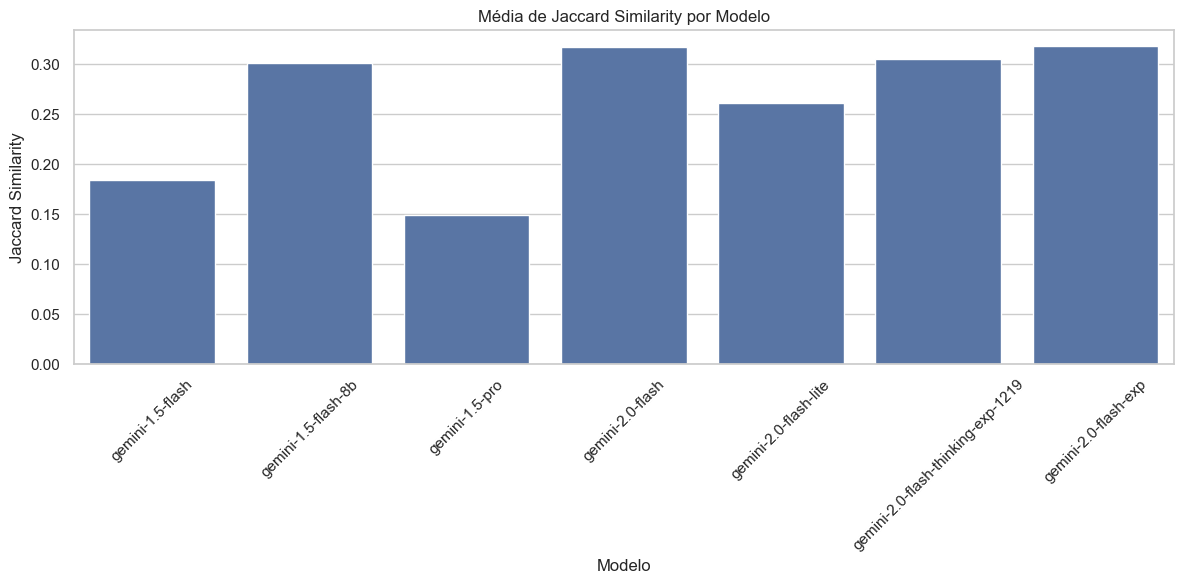 Média de Jaccard Similarity por Modelo
Jaccard Similarity
0.30
0.25
0.20
0.15
0.10
0.05
0.00
gemini-1.5-flash
gemini-1.5-flash-8b
gemini-1.5-pro
gemini-2.0-flash
gemini-2.0-flash-lite
gemini-2.0-flash-thinking-exp-1219
gemini-2.0-flash-exp
Modelo